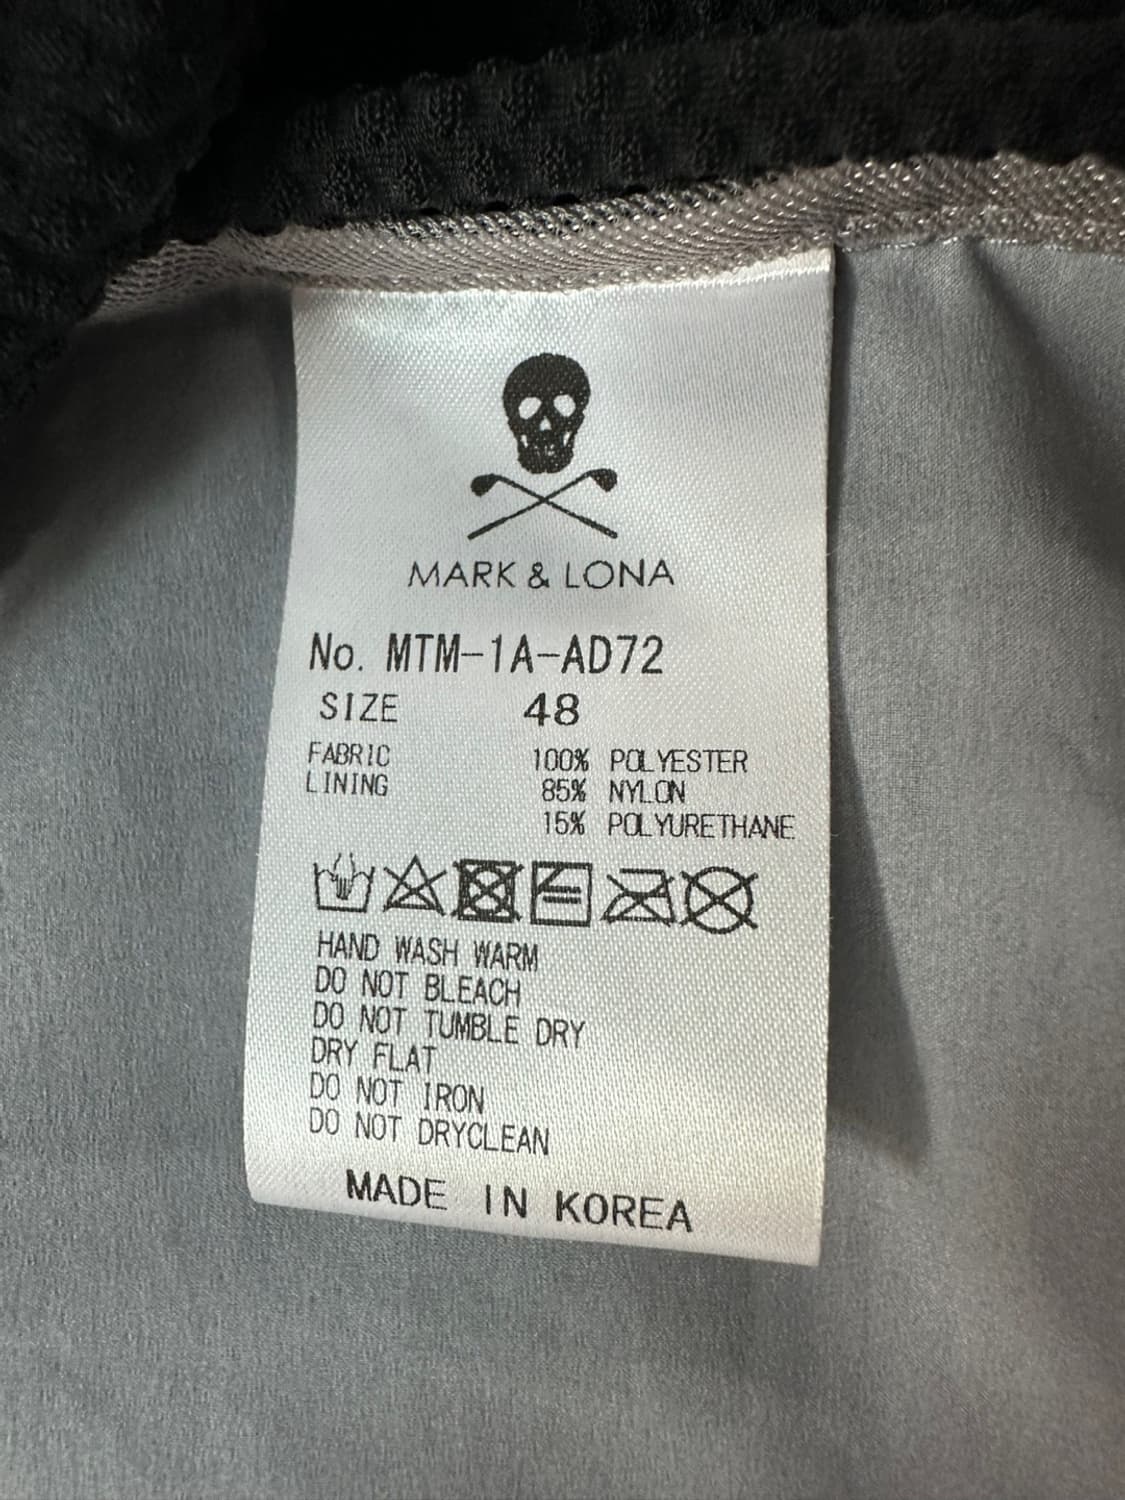 MARK & LONA
No. MTM-1A-AD72
SIZE 48
FABRIC 100% POLYESTER
LINING 85% NYLON
15% POLYURETHANE
HAND WASH WARM
DO NOT BLEACH
DO NOT TUMBLE DRY
DRY FLAT
DO NOT IRON
DO NOT DRYCLEAN
MADE IN KOREA